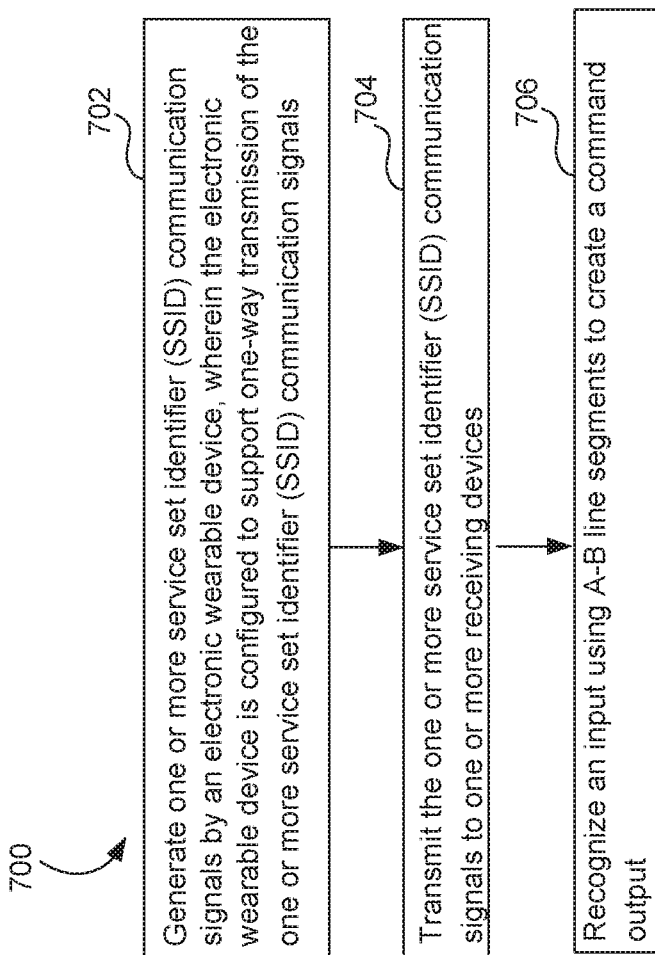 700
702
Generate one or more service set identifier (SSID) communication
signals by an electronic wearable device, wherein the electronic
wearable device is configured to support one-way transmission of the
one or more service set identifier (SSID) communication signals
704
Transmit the one or more service set identifier (SSID) communication
signals to one or more receiving devices
706
Recognize an input using A-B line segments to create a command
output